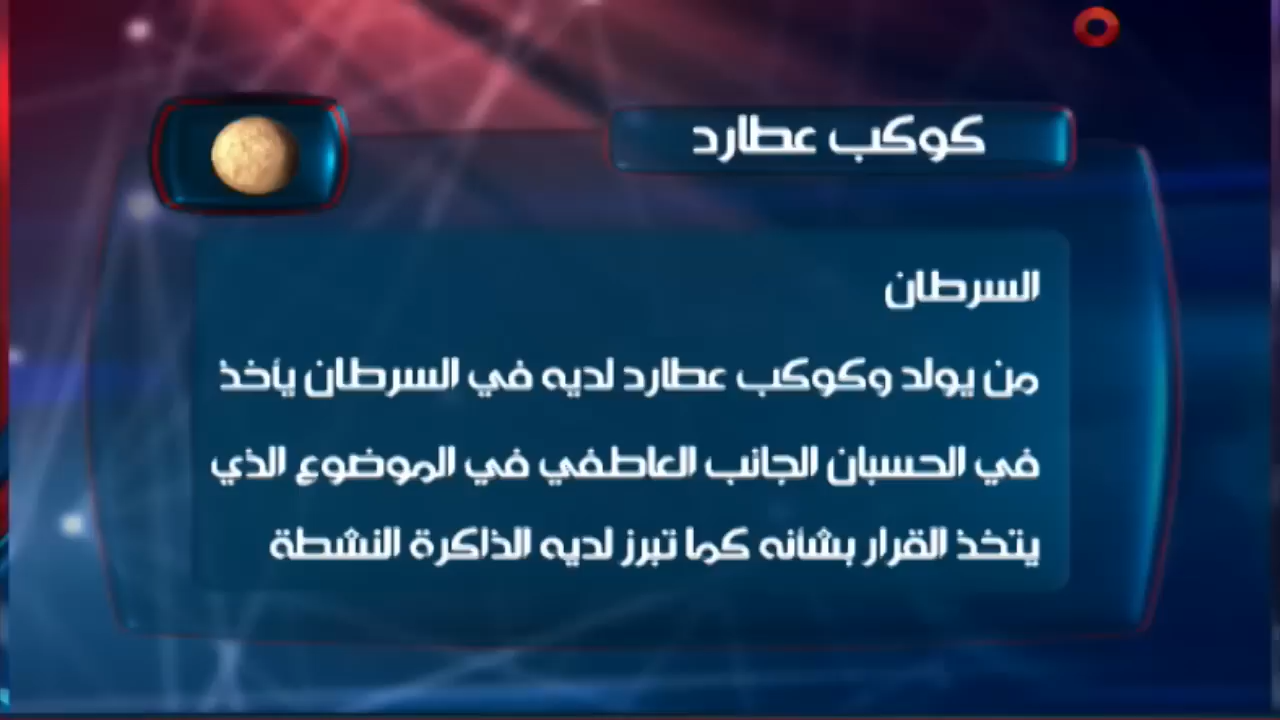 كوكب عطارد
السرطان
من يولد وكوكب عطارد لديه في السرطان يأخذ
في الحسبان الجانب العاطفي في الموضوع الذي
يتخذ القرار بشأنه كما تبرز لديه الذاكرة النشطة